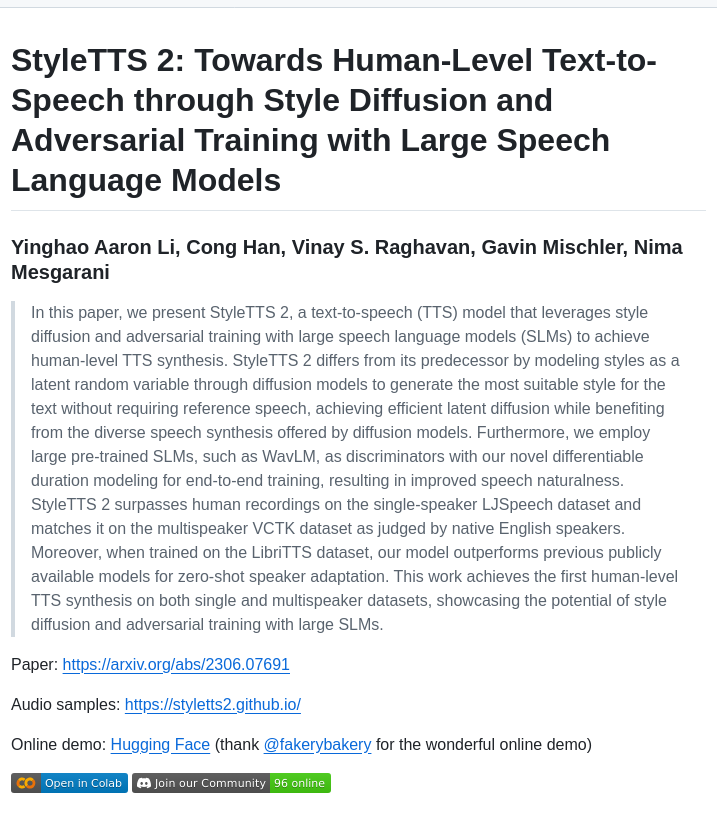 StyleTTS 2: Towards Human-Level Text-to-
Speech through Style Diffusion and
Adversarial Training with Large Speech
Language Models
Yinghao Aaron Li, Cong Han, Vinay S. Raghavan, Gavin Mischler, Nima
Mesgarani
In this paper, we present StyleTTS 2, a text-to-speech (TTS) model that leverages style
diffusion and adversarial training with large speech language models (SLMs) to achieve
human-level TTS synthesis. StyleTTS 2 differs from its predecessor by modeling styles as a
latent random variable through diffusion models to generate the most suitable style for the
text without requiring reference speech, achieving efficient latent diffusion while benefiting
from the diverse speech synthesis offered by diffusion models. Furthermore, we employ
large pre-trained SLMs, such as WavLM, as discriminators with our novel differentiable
duration modeling for end-to-end training, resulting in improved speech naturalness.
StyleTTS 2 surpasses human recordings on the single-speaker LJSpeech dataset and
matches it on the multispeaker VCTK dataset as judged by native English speakers.
Moreover, when trained on the LibriTTS dataset, our model outperforms previous publicly
available models for zero-shot speaker adaptation. This work achieves the first human-level
TTS synthesis on both single and multispeaker datasets, showcasing the potential of style
diffusion and adversarial training with large SLMs.
Paper: https://arxiv.org/abs/2306.07691
Audio samples: https://styletts2.github.io/
Online demo: Hugging Face (thank @fakerybakery for the wonderful online demo)
Open in Colab Join our Community 96 online